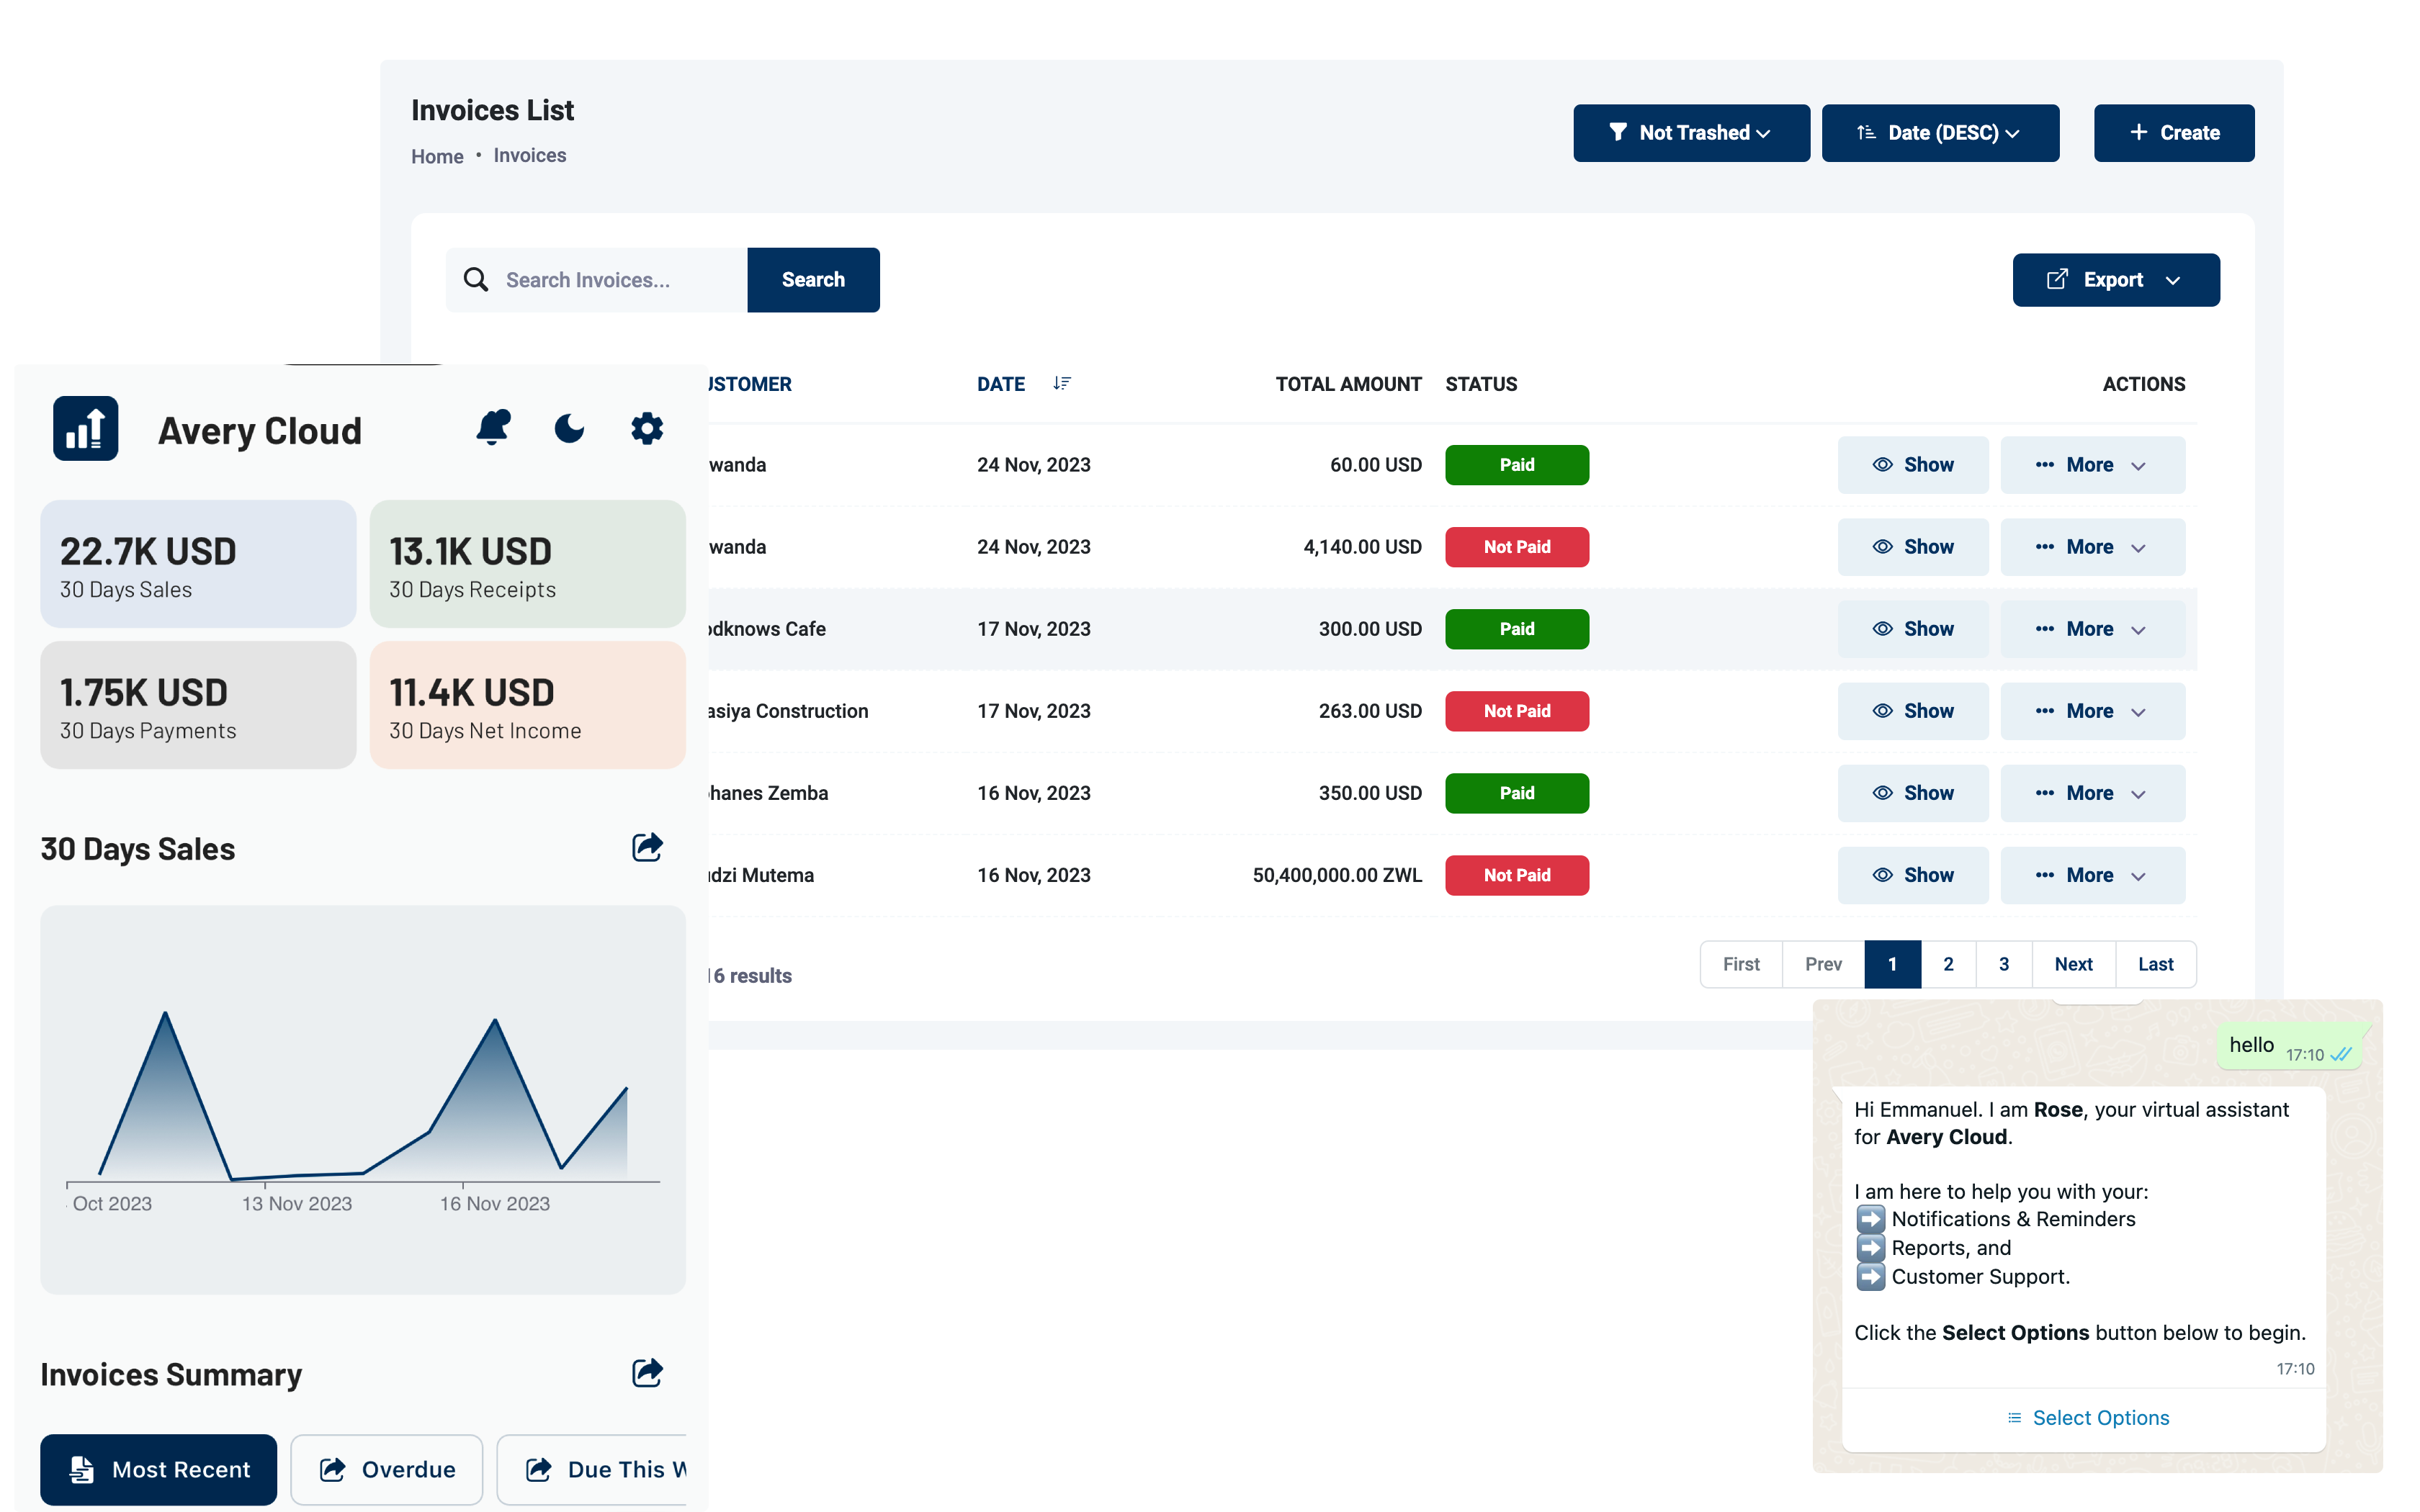 Invoices List
Home • Invoices
Not Trashed
Date (DESC)
+ Create
Search Invoices...
Search
Export
USTOMER
DATE
TOTAL AMOUNT
STATUS
ACTIONS
wanda 24 Nov, 2023 60.00 USD Paid Show ••• More
wanda 24 Nov, 2023 4,140.00 USD Not Paid Show ••• More
odknows Cafe 17 Nov, 2023 300.00 USD Paid Show ••• More
asiya Construction 17 Nov, 2023 263.00 USD Not Paid Show ••• More
ohanes Zemba 16 Nov, 2023 350.00 USD Paid Show ••• More
udzi Mutema 16 Nov, 2023 50,400,000.00 ZWL Not Paid Show ••• More
16 results
First Prev 1 2 3 Next Last
Avery Cloud
22.7K USD
30 Days Sales
13.1K USD
30 Days Receipts
1.75K USD
30 Days Payments
11.4K USD
30 Days Net Income
30 Days Sales
Oct 2023 13 Nov 2023 16 Nov 2023
Invoices Summary
Most Recent
Overdue
Due This W
hello 17:10
Hi Emmanuel. I am Rose, your virtual assistant
for Avery Cloud.
I am here to help you with your:
➡️ Notifications & Reminders
➡️ Reports, and
➡️ Customer Support.
Click the Select Options button below to begin.
17:10
Select Options